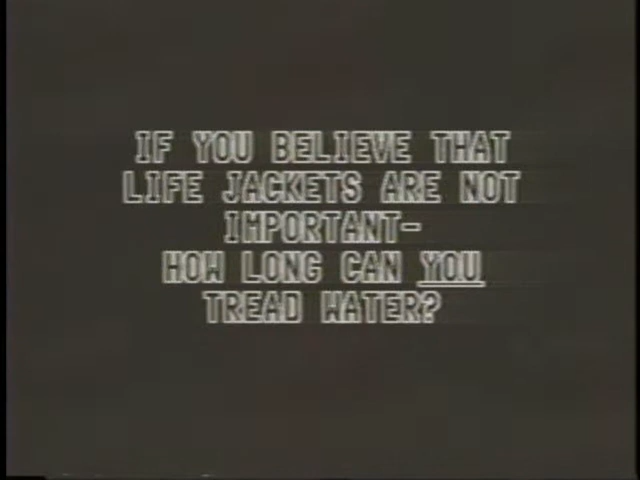 IF YOU BELIEVE THAT
LIFE JACKETS ARE NOT
IMPORTANT-
HOW LONG CAN YOU
TREAD WATER?